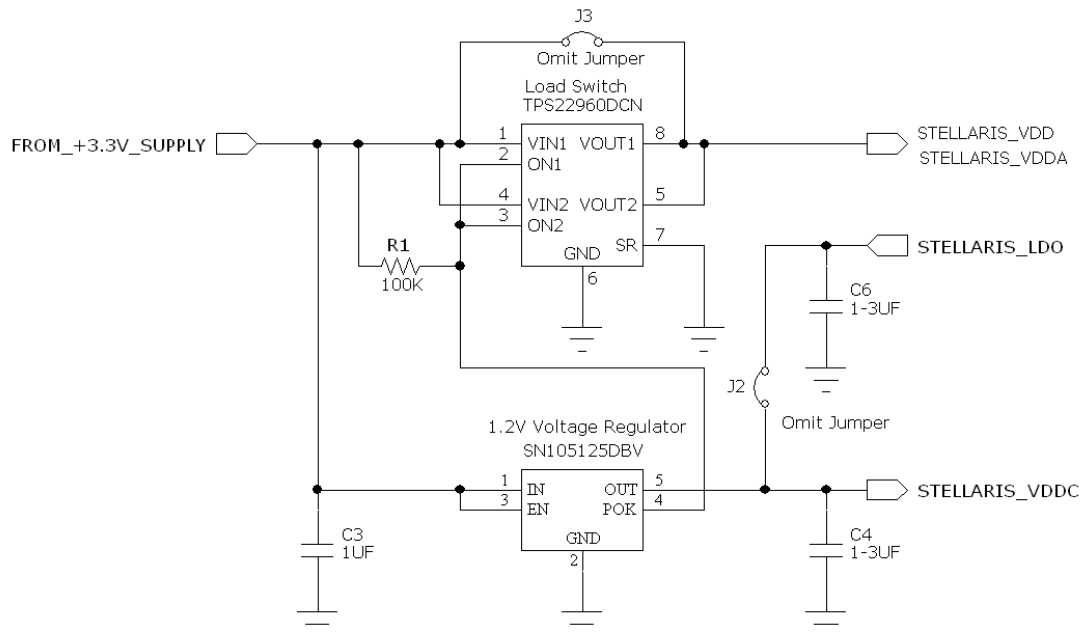 J3
Omit Jumper
Load Switch
TPS22960DCN
FROM_+3.3V_SUPPLY
1 VIN1 VOUT1 8
2 ON1
4 VIN2 VOUT2 5
3 ON2
SR 7
GND
6
STELLARIS_VDD
STELLARIS_VDDA
R1
100K
STELLARIS_LDO
C6
1-3UF
J2
Omit Jumper
1.2V Voltage Regulator
SN105125DBV
1 IN OUT 5
3 EN POK 4
GND
2
STELLARIS_VDDC
C3
1UF
C4
1-3UF